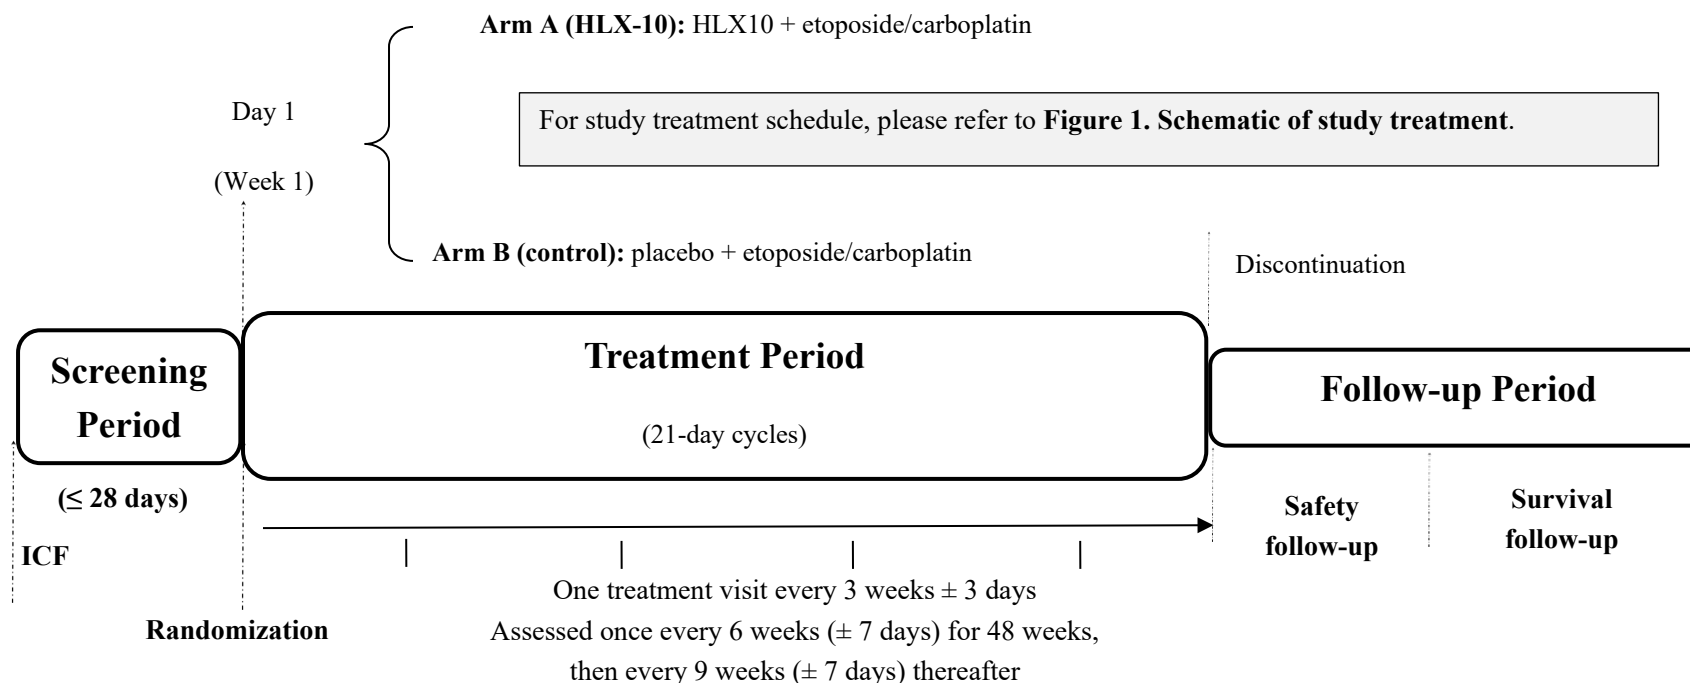 Arm A (HLX-10): HLX10 + etoposide/carboplatin
Day 1
For study treatment schedule, please refer to Figure 1. Schematic of study treatment.
(Week 1)
Arm B (control): placebo + etoposide/carboplatin
Discontinuation
Screening
Period
Treatment Period
(21-day cycles)
Follow-up Period
(≤ 28 days)
ICF
Safety
follow-up
Survival
follow-up
Randomization
One treatment visit every 3 weeks ± 3 days
Assessed once every 6 weeks (± 7 days) for 48 weeks,
then every 9 weeks (± 7 days) thereafter